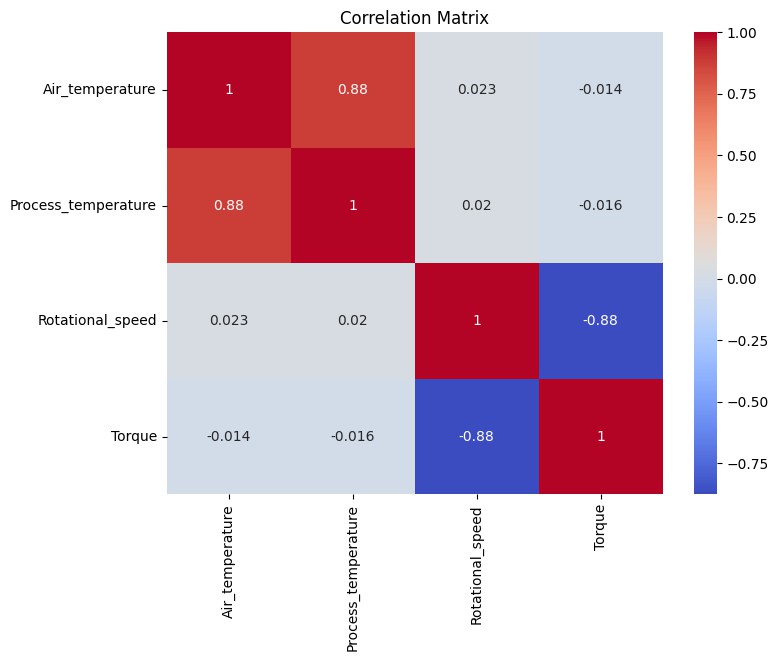 Correlation Matrix
Air_temperature 1 0.88 0.023 -0.014
Process_temperature 0.88 1 0.02 -0.016
Rotational_speed 0.023 0.02 1 -0.88
Torque -0.014 -0.016 -0.88 1
Air_temperature
Process_temperature
Rotational_speed
Torque
1.00
0.75
0.50
0.25
0.00
−0.25
−0.50
−0.75